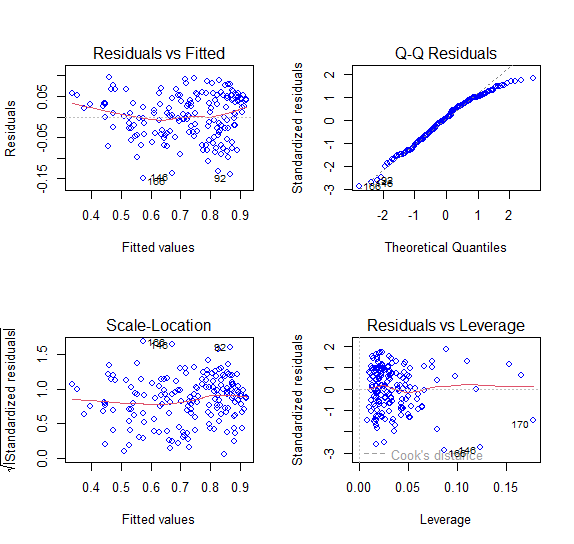 Residuals vs Fitted
Residuals
0.05
-0.05
-0.15
146
166
92
0.4 0.5 0.6 0.7 0.8 0.9
Fitted values
Q-Q Residuals
Standardized residuals
2
1
0
-1
-2
-3
-2 -1 0 1 2
Theoretical Quantiles
Scale-Location
√|Standardized residuals|
1.5
1.0
0.5
0.0
166
146
92
0.4 0.5 0.6 0.7 0.8 0.9
Fitted values
Residuals vs Leverage
Standardized residuals
2
1
0
-1
-3
170
146
166
Cook's distance
0.00 0.05 0.10 0.15
Leverage